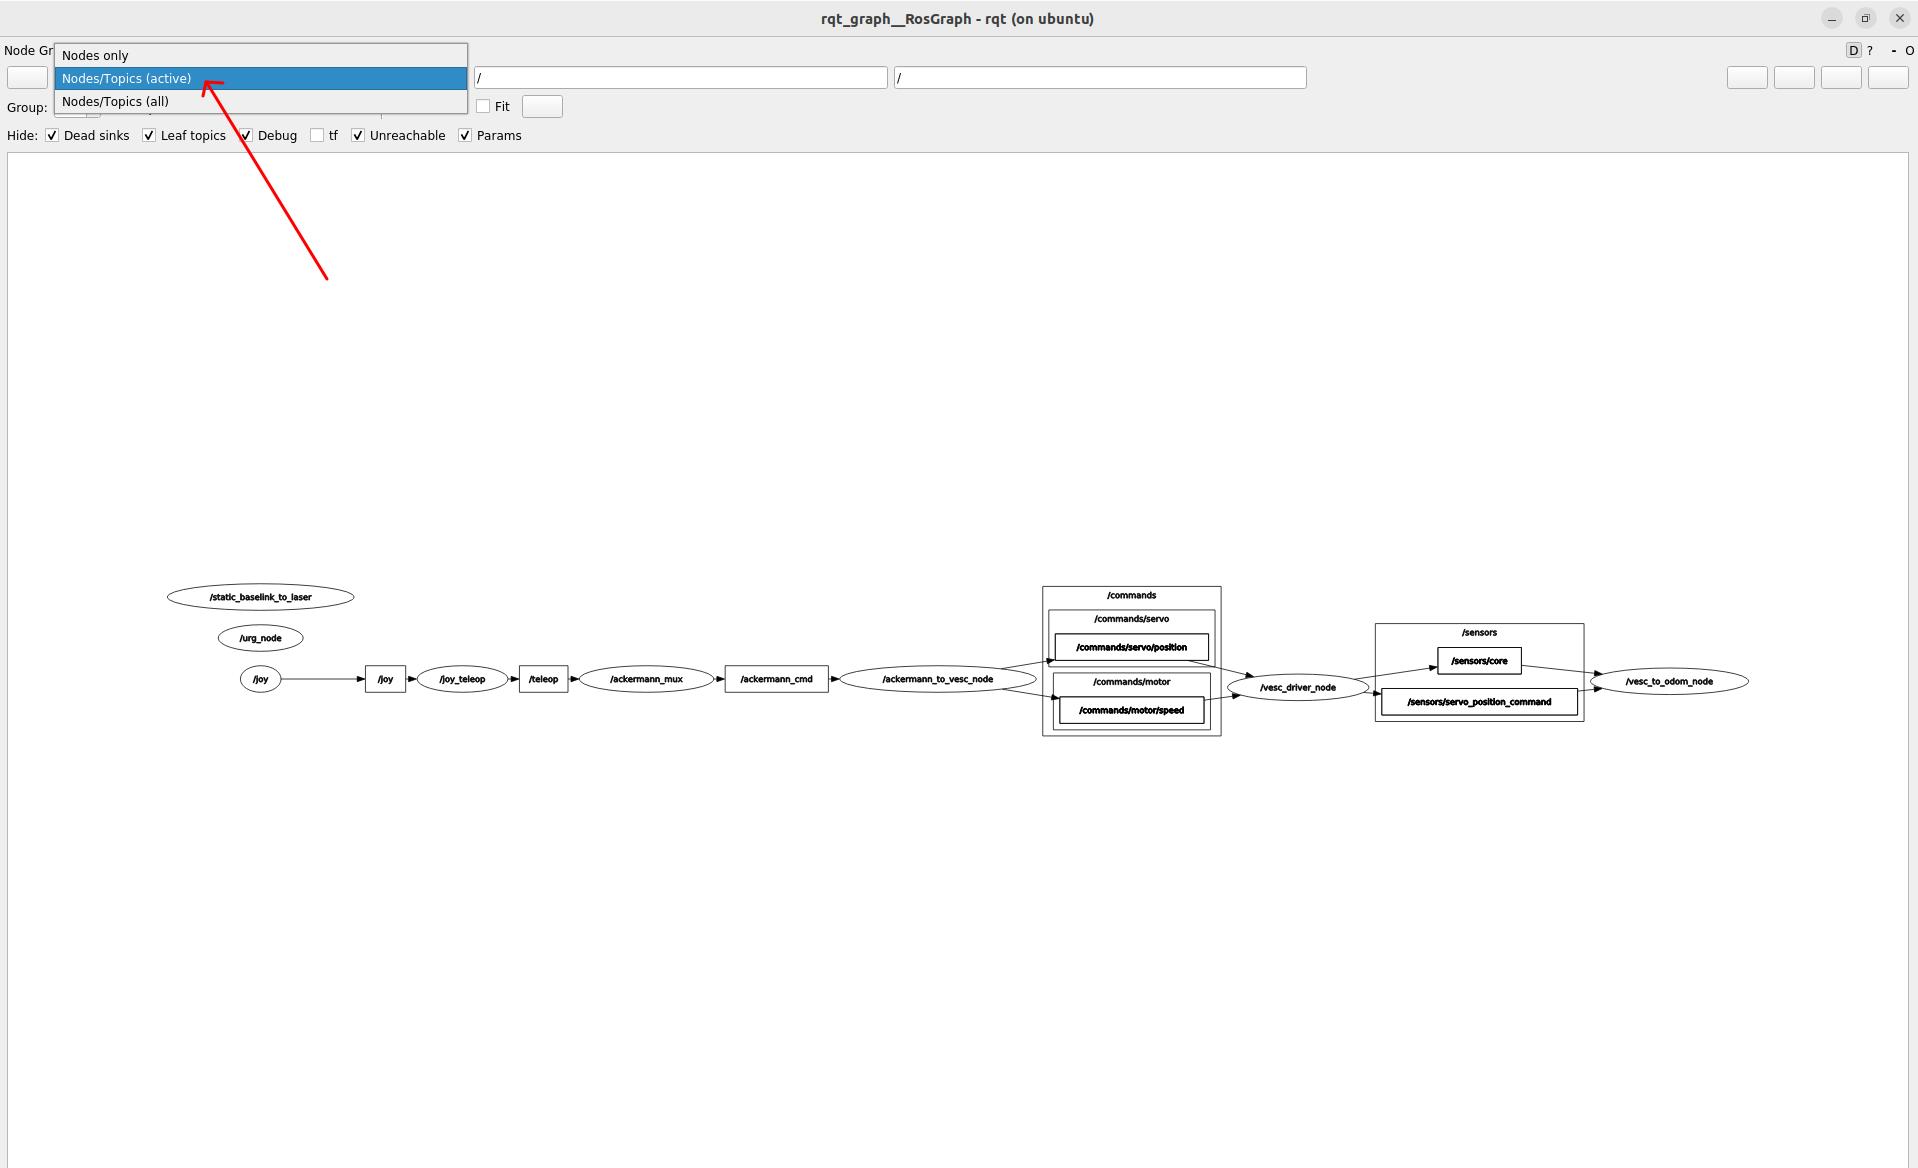 rqt_graph__RosGraph - rqt (on ubuntu)
Node Gr
D ? - O
Nodes only
Nodes/Topics (active)
Nodes/Topics (all)
/
/
Group:
Fit
Hide: Dead sinks Leaf topics Debug tf Unreachable Params
/static_baselink_to_laser
/urg_node
/joy
/joy
/joy_teleop
/teleop
/ackermann_mux
/ackermann_cmd
/ackermann_to_vesc_node
/commands
/commands/servo
/commands/servo/position
/commands/motor
/commands/motor/speed
/vesc_driver_node
/sensors
/sensors/core
/sensors/servo_position_command
/vesc_to_odom_node